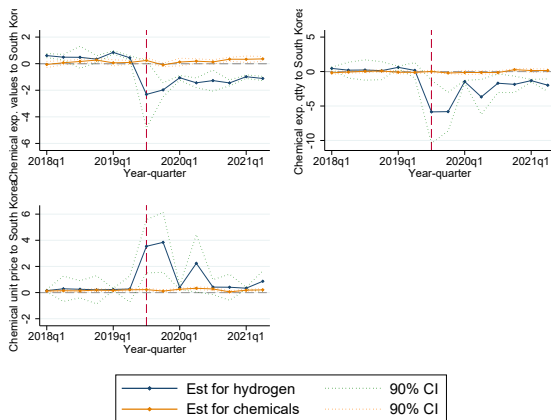 Chemical exp. values to South Korea
2
0
-2
-4
-6
2018q1
2019q1
2020q1
2021q1
Year-quarter
Chemical exp. qtty to South Korea
5
0
-5
-10
2018q1
2019q1
2020q1
2021q1
Year-quarter
Chemical unit price to South Korea
6
4
2
0
-2
2018q1
2019q1
2020q1
2021q1
Year-quarter
Est for hydrogen
90% CI
Est for chemicals
90% CI